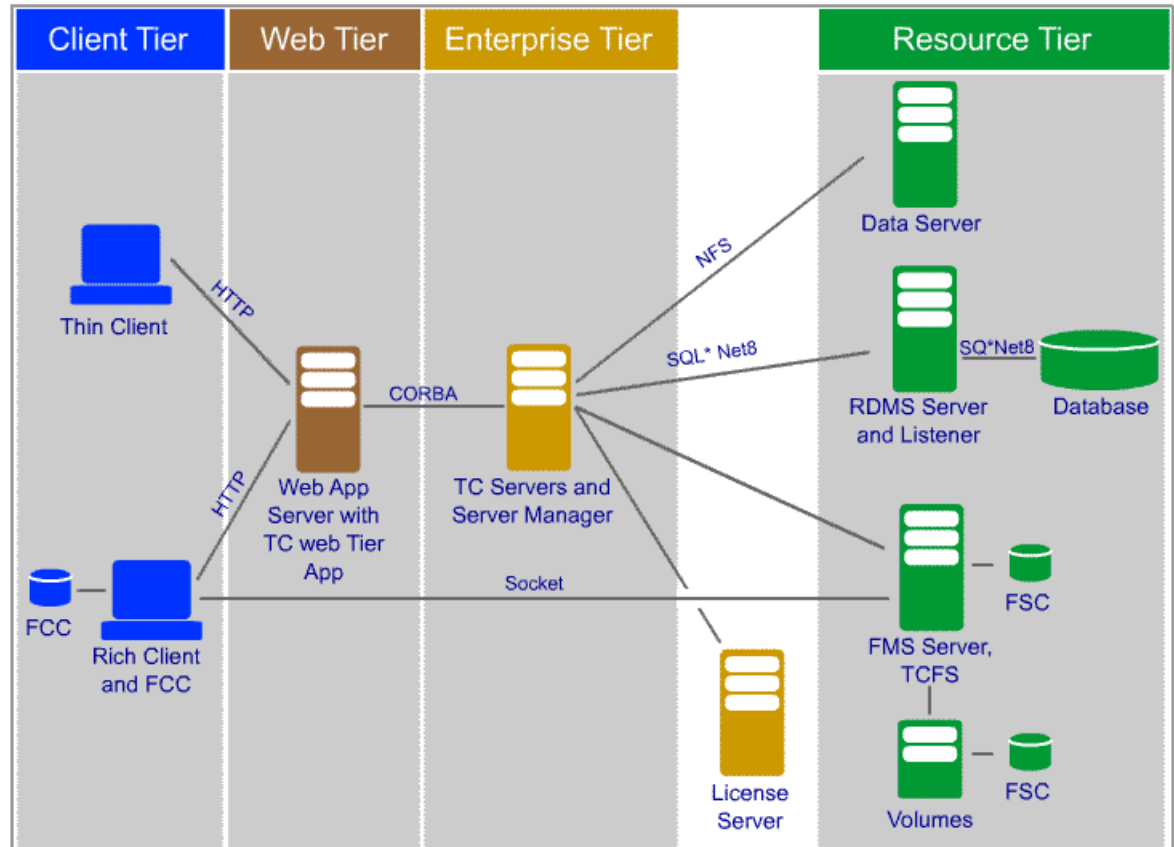 Client Tier
Web Tier
Enterprise Tier
Resource Tier
Data Server
NFS
HTTP
Thin Client
SQL* Net8
SQ*Net8
CORBA
RDMS Server
and Listener
Database
HTTP
Web App
Server with
TC web Tier
App
TC Servers and
Server Manager
Socket
FCC
FSC
Rich Client
and FCC
FMS Server,
TCFS
License
Server
FSC
Volumes